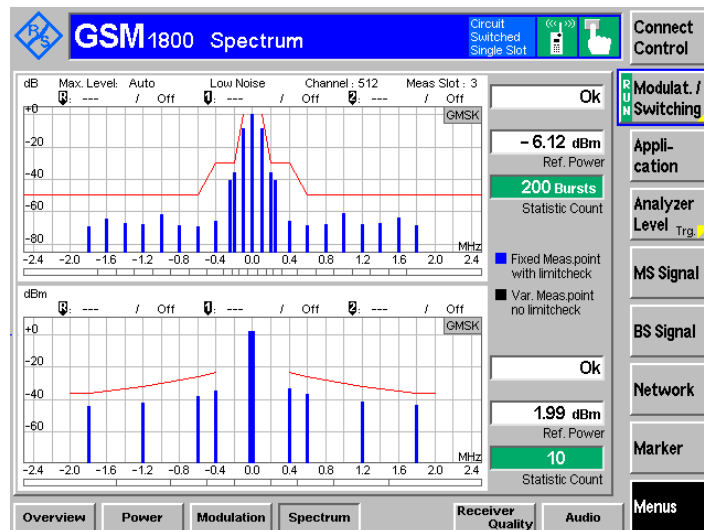 R/S
GSM 1800 Spectrum
Circuit Switched Single Slot
Connect Control
dB Max. Level: Auto Low Noise Channel : 512 Meas Slot : 3
R: --- / Off 1: --- / Off 2: --- / Off
GMSK
+0
-20
-40
-60
-80
MHz
-2.4 -2.0 -1.6 -1.2 -0.8 -0.4 0.0 0.4 0.8 1.2 1.6 2.0 2.4
Ok
-6.12 dBm
Ref. Power
200 Bursts
Statistic Count
Fixed Meas.point with limitcheck
Var. Meas.point no limitcheck
dBm
R: --- / Off 1: --- / Off 2: --- / Off
GMSK
+0
-20
-40
-60
MHz
-2.4 -2.0 -1.6 -1.2 -0.8 -0.4 0.0 0.4 0.8 1.2 1.6 2.0 2.4
Ok
1.99 dBm
Ref. Power
10
Statistic Count
RUN
Modulat. / Switching
Appli-
cation
Analyzer
Level Trg.
MS Signal
BS Signal
Network
Marker
Menus
Overview Power Modulation Spectrum Receiver Quality Audio